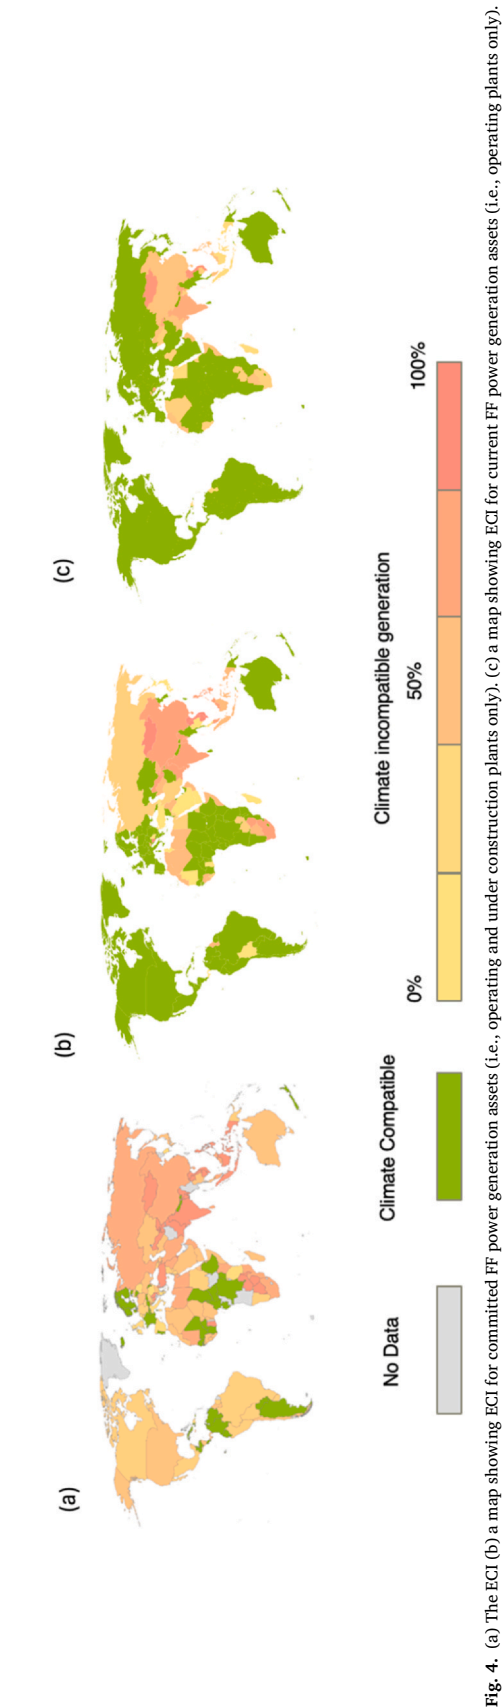 (a)
(b)
(c)
No Data
Climate Compatible
Climate incompatible generation
0%
50%
100%
Fig. 4. (a) The ECI (b) a map showing ECI for committed FF power generation assets (i.e., operating and under construction plants only). (c) a map showing ECI for current FF power generation assets (i.e., operating plants only).